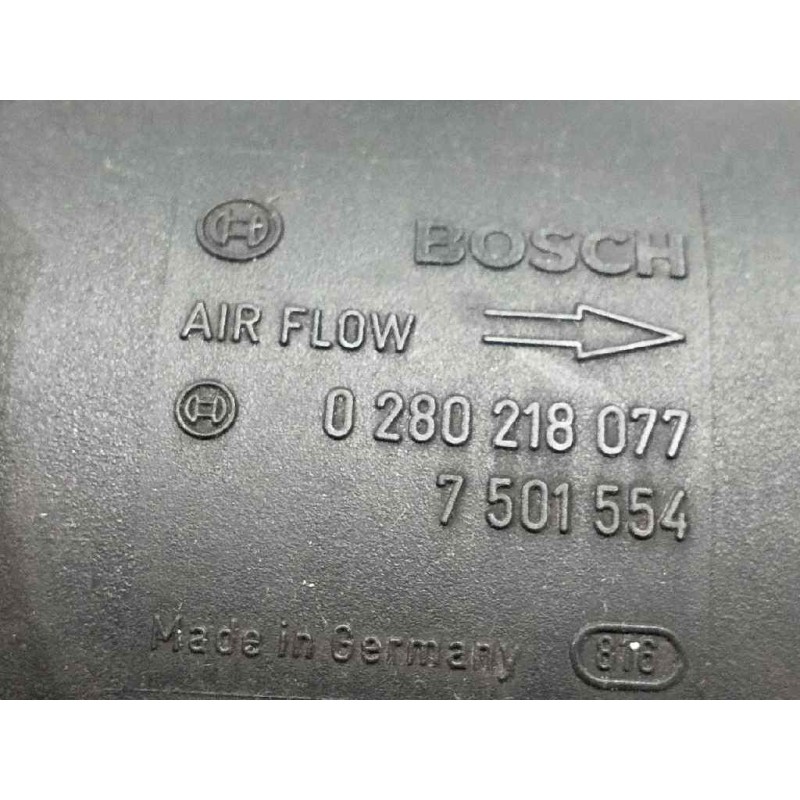 BOSCH
AIR FLOW
0 280 218 077
7 501 554
Made in Germany 816